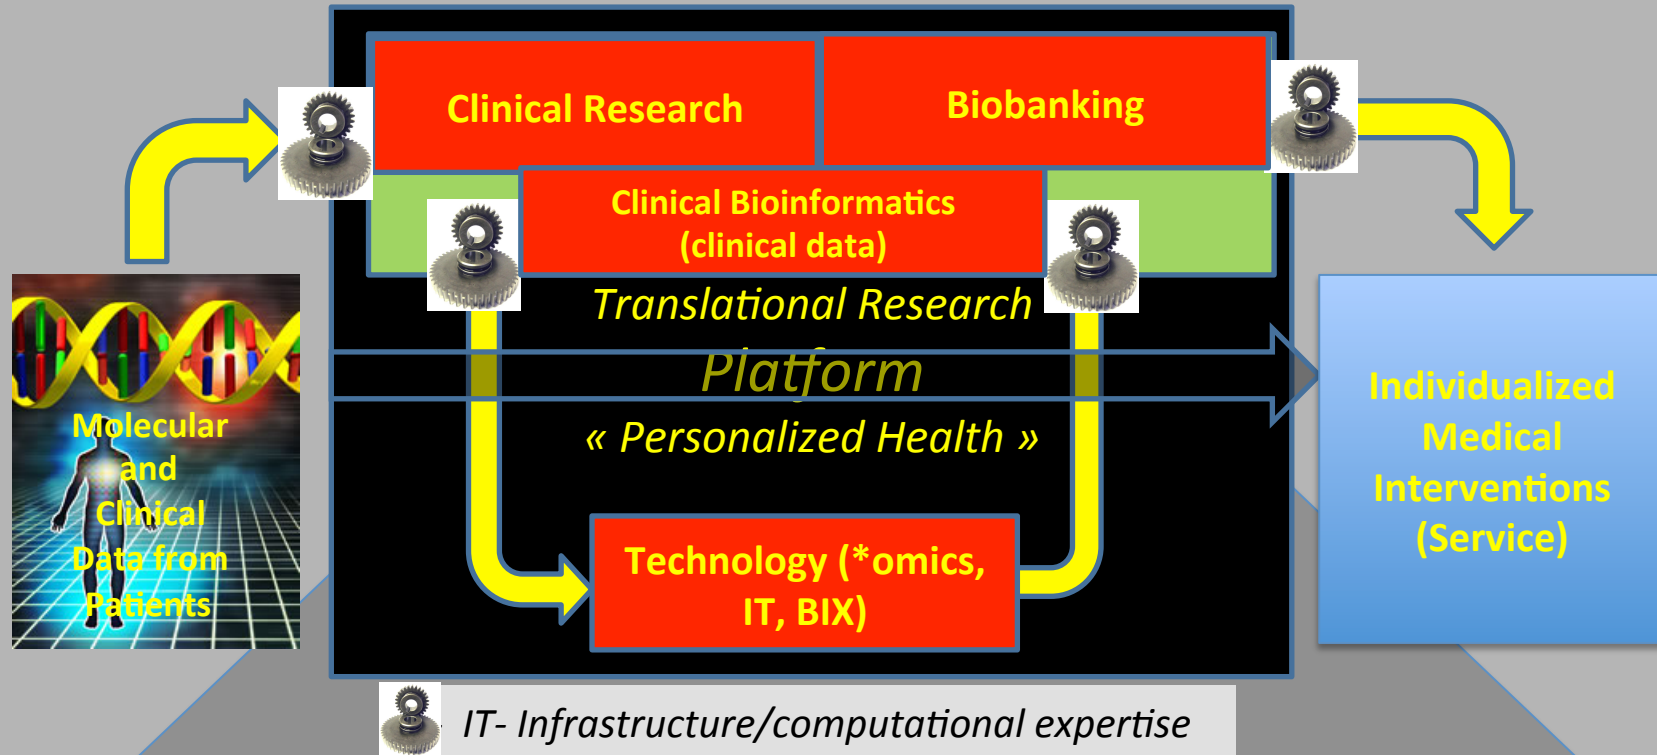 Clinical Research
Biobanking
Clinical Bioinformatics
(clinical data)
Translational Research
Platform
« Personalized Health »
Molecular
and
Clinical
Data from
Patients
Individualized
Medical
Interventions
(Service)
Technology (*omics,
IT, BIX)
IT- Infrastructure/computational expertise